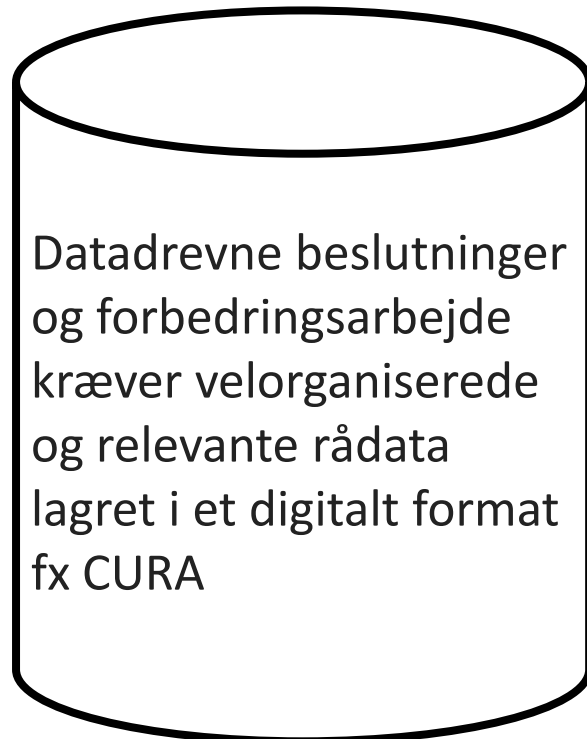 Datadrevne beslutninger
og forbedringsarbejde
kræver velorganiserede
og relevante rådata
lagret i et digitalt format
fx CURA